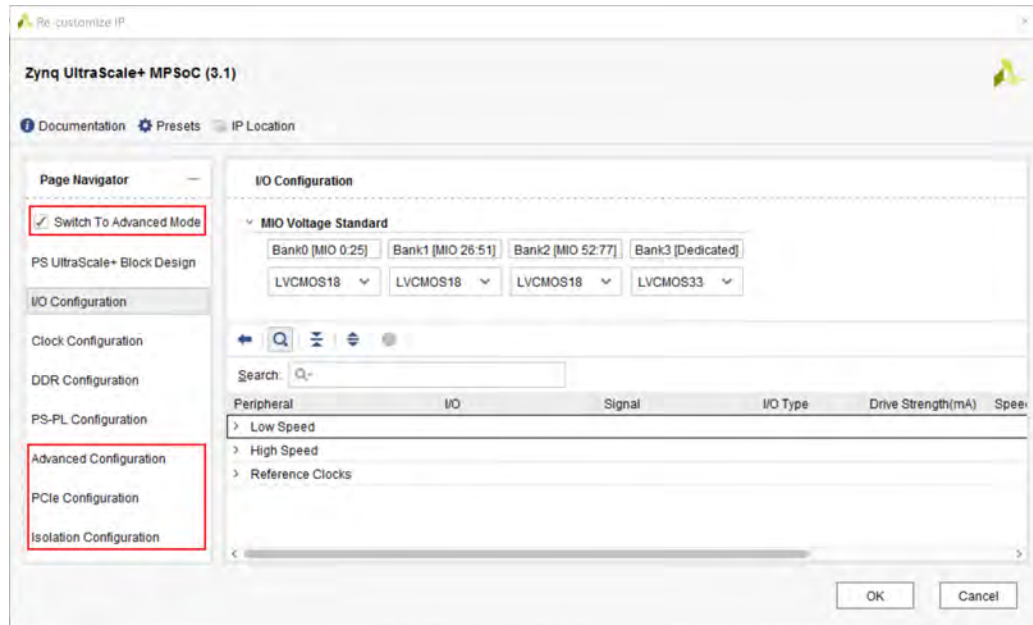 Re-customize IP
Zynq UltraScale+ MPSoC (3.1)
Documentation Presets IP Location
Page Navigator
Switch To Advanced Mode
PS UltraScale+ Block Design
I/O Configuration
Clock Configuration
DDR Configuration
PS-PL Configuration
Advanced Configuration
PCIe Configuration
Isolation Configuration
I/O Configuration
MIO Voltage Standard
Bank0 [MIO 0:25] Bank1 [MIO 26:51] Bank2 [MIO 52:77] Bank3 [Dedicated]
LVCMOS18 LVCMOS18 LVCMOS18 LVCMOS33
Search:
Peripheral I/O Signal I/O Type Drive Strength(mA) Speed
Low Speed
High Speed
Reference Clocks
OK Cancel